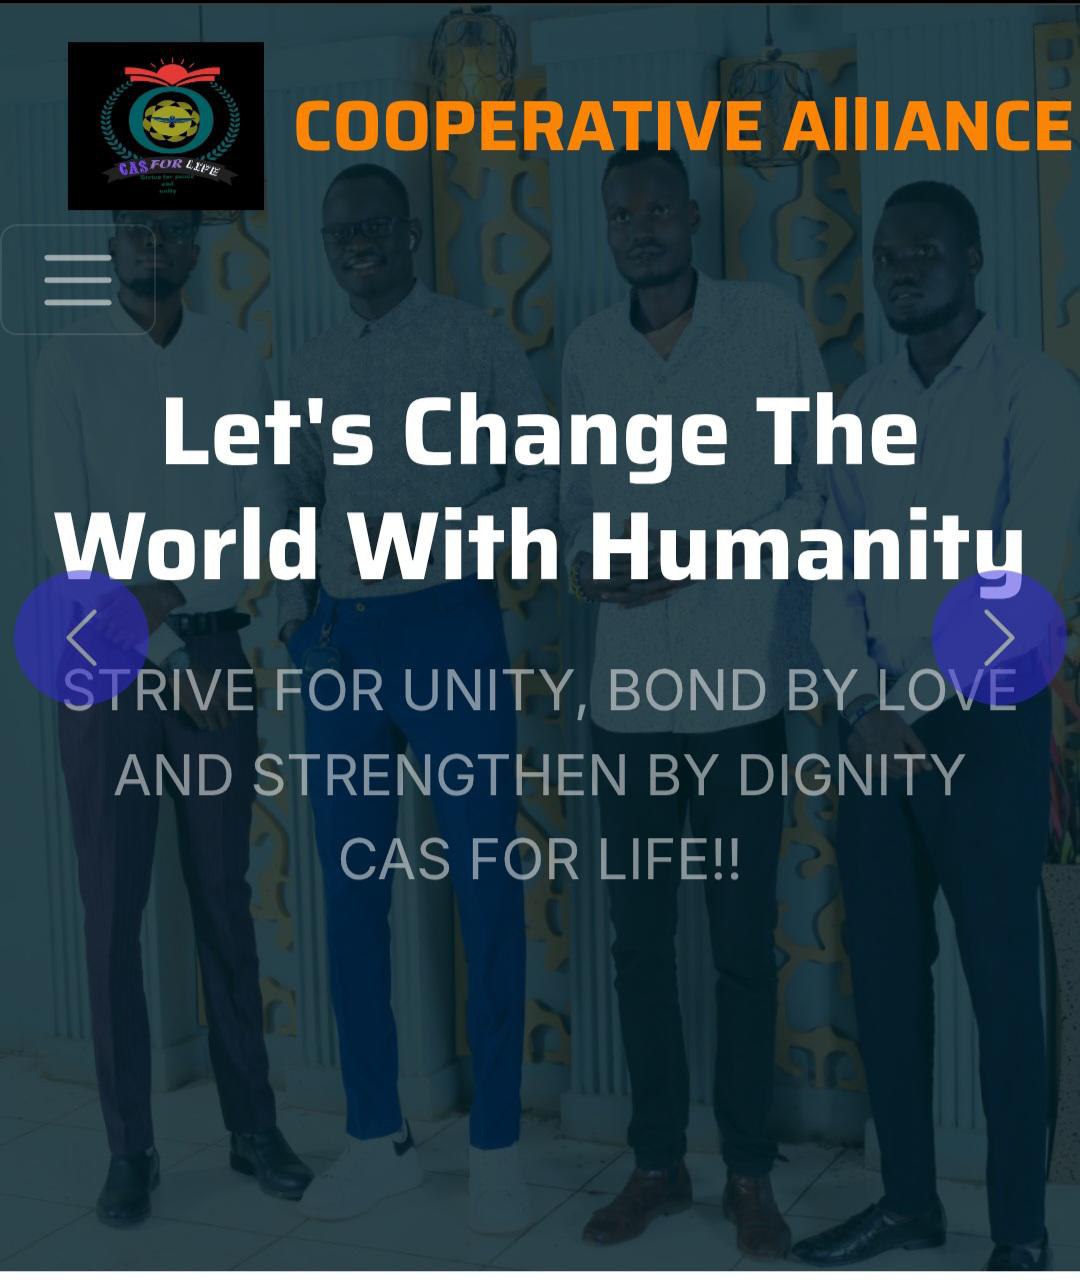 CAS FOR LIFE
Strive for peace
and
unity
COOPERATIVE AllIANCE
Let's Change The
World With Humanity
STRIVE FOR UNITY, BOND BY LOVE
AND STRENGTHEN BY DIGNITY
CAS FOR LIFE!!